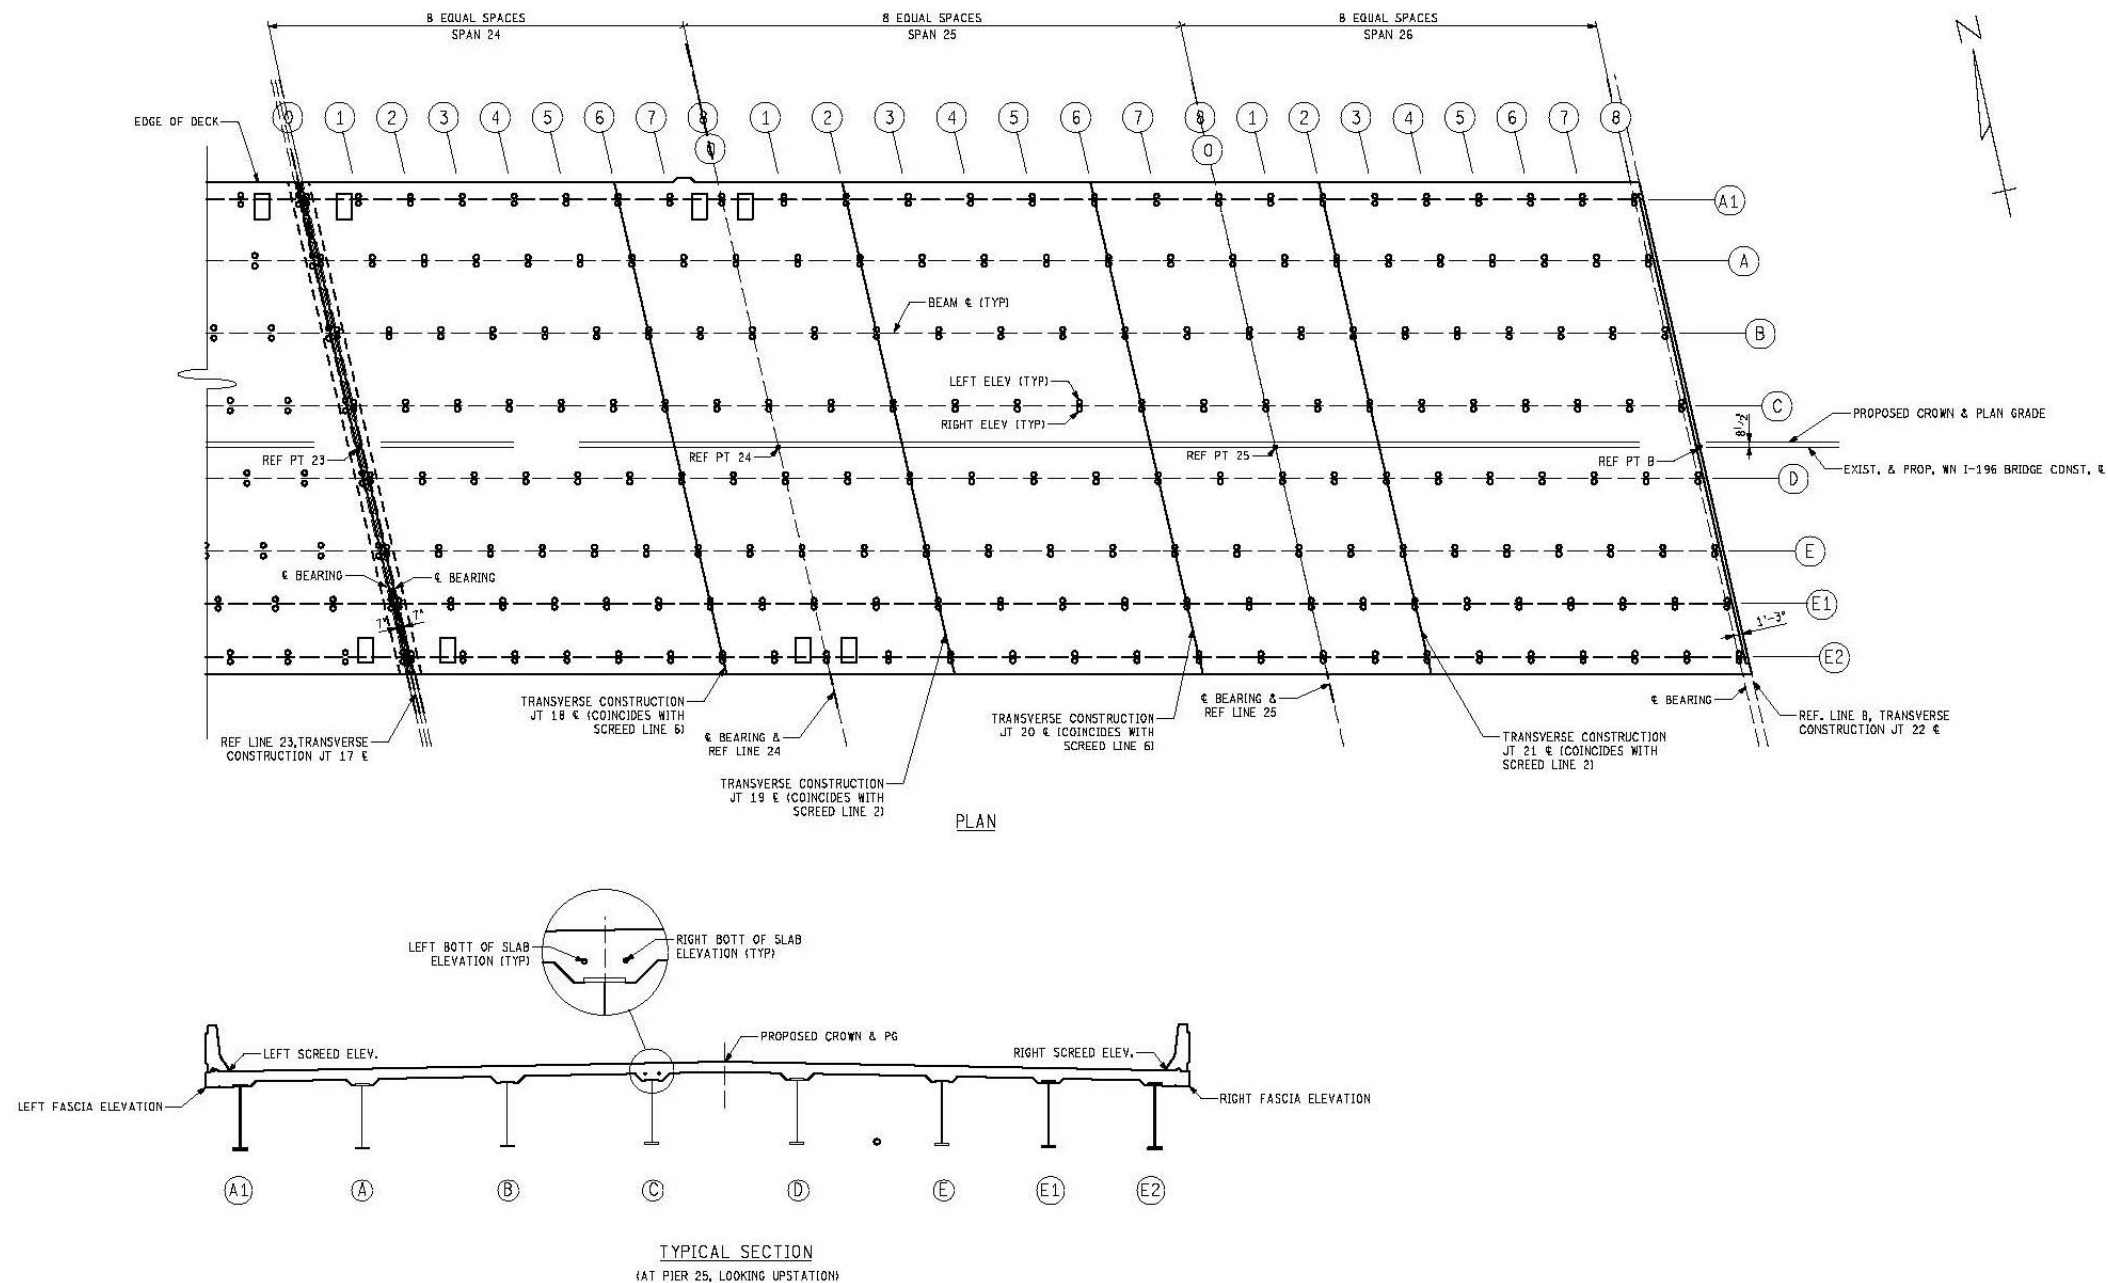 8 EQUAL SPACES
SPAN 24
8 EQUAL SPACES
SPAN 25
8 EQUAL SPACES
SPAN 26
N
0 1 2 3 4 5 6 7 8 1 2 3 4 5 6 7 8 1 2 3 4 5 6 7 8
0 0
EDGE OF DECK
A1
A
BEAM ℄ (TYP)
B
LEFT ELEV (TYP)
C
RIGHT ELEV (TYP)
PROPOSED CROWN & PLAN GRADE
8½"
REF PT 23
REF PT 24
REF PT 25
REF PT B
EXIST. & PROP. WN I-196 BRIDGE CONST. ℄
D
E
℄ BEARING
℄ BEARING
E1
7" 7"
1'-3"
E2
TRANSVERSE CONSTRUCTION
JT 18 ℄ (COINCIDES WITH
SCREED LINE 6)
℄ BEARING &
REF LINE 25
℄ BEARING
REF LINE 23,TRANSVERSE
CONSTRUCTION JT 17 ℄
℄ BEARING &
REF LINE 24
TRANSVERSE CONSTRUCTION
JT 20 ℄ (COINCIDES WITH
SCREED LINE 6)
TRANSVERSE CONSTRUCTION
JT 21 ℄ (COINCIDES WITH
SCREED LINE 2)
REF. LINE B, TRANSVERSE
CONSTRUCTION JT 22 ℄
TRANSVERSE CONSTRUCTION
JT 19 ℄ (COINCIDES WITH
SCREED LINE 2)
PLAN
LEFT BOTT OF SLAB
ELEVATION (TYP)
RIGHT BOTT OF SLAB
ELEVATION (TYP)
PROPOSED CROWN & PG
LEFT SCREED ELEV.
RIGHT SCREED ELEV.
LEFT FASCIA ELEVATION
RIGHT FASCIA ELEVATION
A1 A B C D E E1 E2
TYPICAL SECTION
(AT PIER 25, LOOKING UPSTATION)